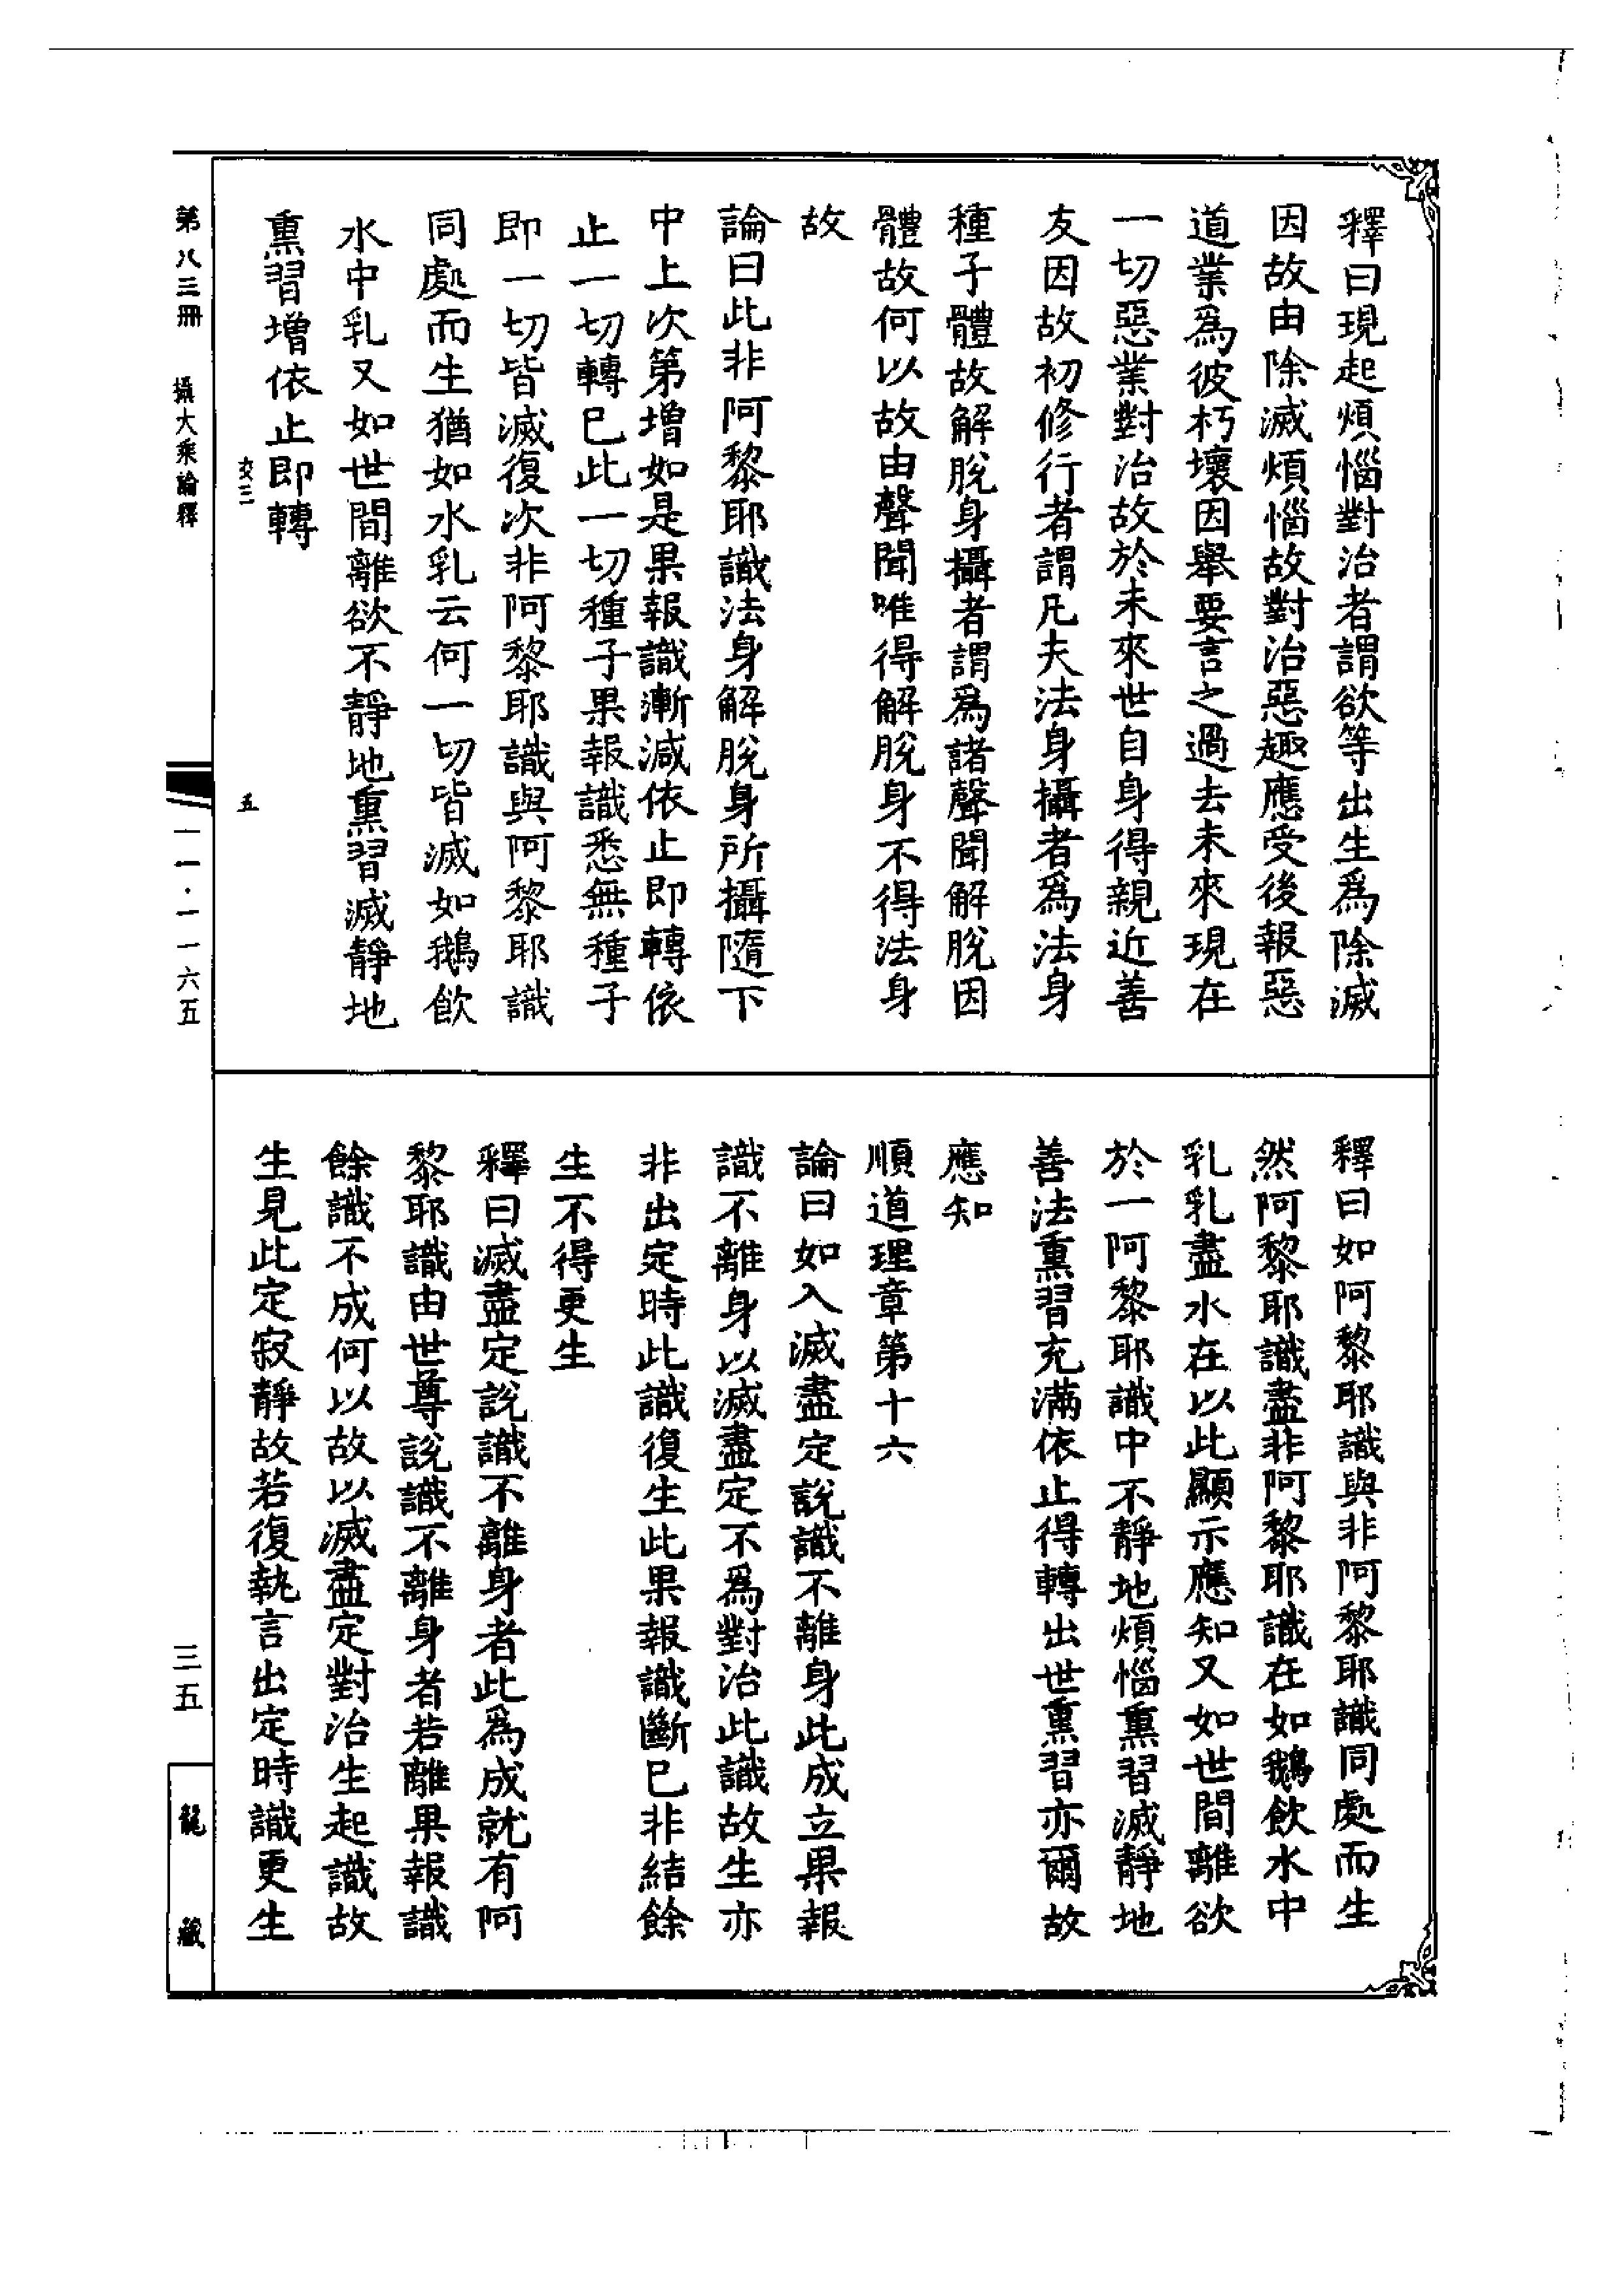 釋曰現起煩惱對治者謂欲等出生爲除滅
因故由除滅煩惱故對治惡趣應受後報惡
道業爲彼朽壞因舉要言之過去未來現在
一切惡業對治故於未來世自身得親近善
友因故初修行者謂凡夫法身攝者爲法身
種子體故解脫身攝者謂爲諸聲聞解脫因
體故何以故由聲聞唯得解脫身不得法身
故
論曰此非阿黎耶識法身解脫身所攝隨下
中上次第增如是果報識漸減依止即轉依
止一切轉已此一切種子果報識悉無種子
即一切皆滅復次非阿黎耶識與阿黎耶識
同處而生猶如水乳云何一切皆滅如鵝飲
水中乳又如世間離欲不靜地熏習滅靜地
熏習增依止即轉
釋曰如阿黎耶識與非阿黎耶識同處而生
然阿黎耶識盡非阿黎耶識在如鵝飲水中
乳乳盡水在以此顯示應知又如世間離欲
於一阿黎耶識中不靜地煩惱熏習滅靜地
善法熏習充滿依止得轉出世熏習亦爾故
應知
順道理章第十六
論曰如入滅盡定說識不離身此成立果報
識不離身以滅盡定不爲對治此識故生亦
非出定時此識復生此果報識斷已非結餘
生不得更生
釋曰滅盡定說識不離身者此爲成就有阿
黎耶識由世尊說識不離身者若離果報識
餘識不成何以故以滅盡定對治生起識故
生見此定寂靜故若復執言出定時識更生
第八三冊　攝大乘論釋
交三　五
一一·一一六五
三五
龍藏